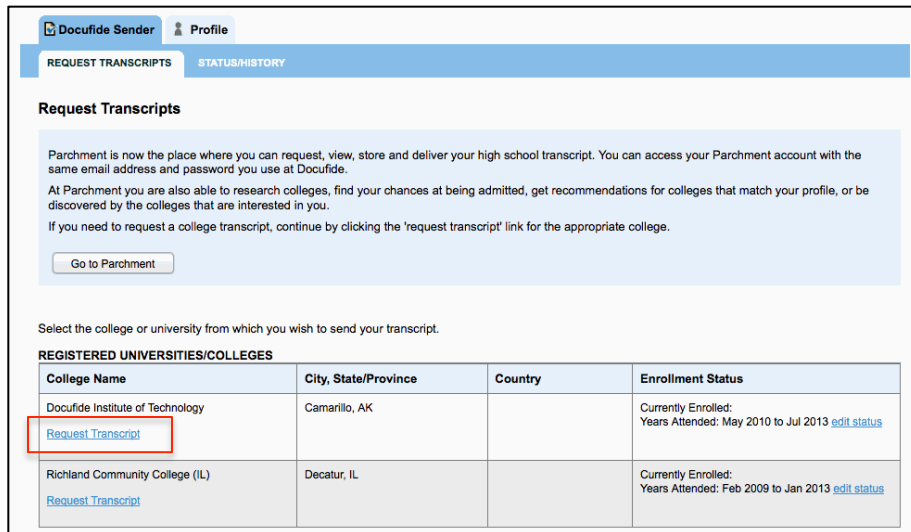 Docufide Sender Profile
REQUEST TRANSCRIPTS STATUS/HISTORY
Request Transcripts
Parchment is now the place where you can request, view, store and deliver your high school transcript. You can access your Parchment account with the
same email address and password you use at Docufide.
At Parchment you are also able to research colleges, find your chances at being admitted, get recommendations for colleges that match your profile, or be
discovered by the colleges that are interested in you.
If you need to request a college transcript, continue by clicking the 'request transcript' link for the appropriate college.
Go to Parchment
Select the college or university from which you wish to send your transcript.
REGISTERED UNIVERSITIES/COLLEGES
College Name City, State/Province Country Enrollment Status
Docufide Institute of Technology Camarillo, AK Currently Enrolled:
Years Attended: May 2010 to Jul 2013 edit status
Request Transcript
Richland Community College (IL) Decatur, IL Currently Enrolled:
Years Attended: Feb 2009 to Jan 2013 edit status
Request Transcript